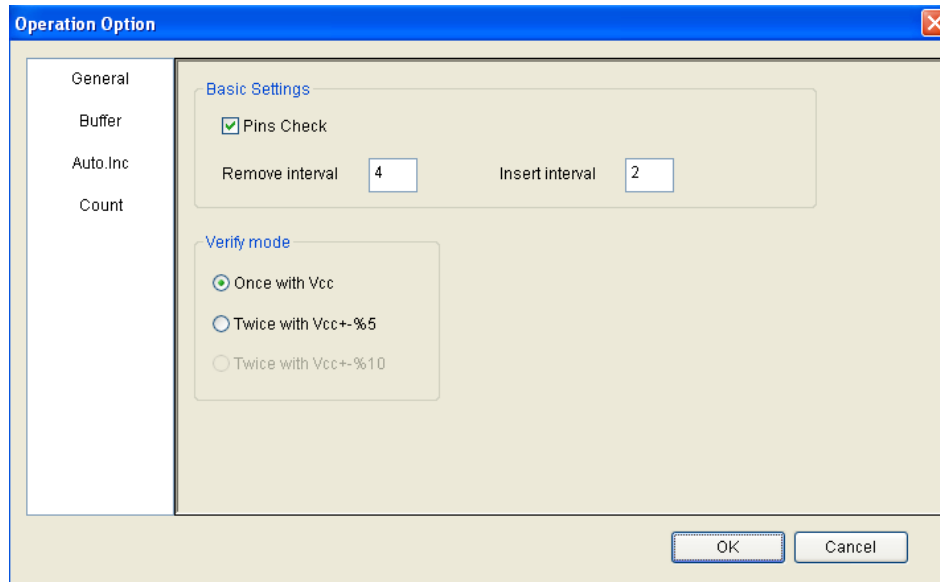 Operation Option
General
Buffer
Auto.Inc
Count
Basic Settings
Pins Check
Remove interval 4 Insert interval 2
Verify mode
Once with Vcc
Twice with Vcc+-%5
Twice with Vcc+-%10
OK Cancel